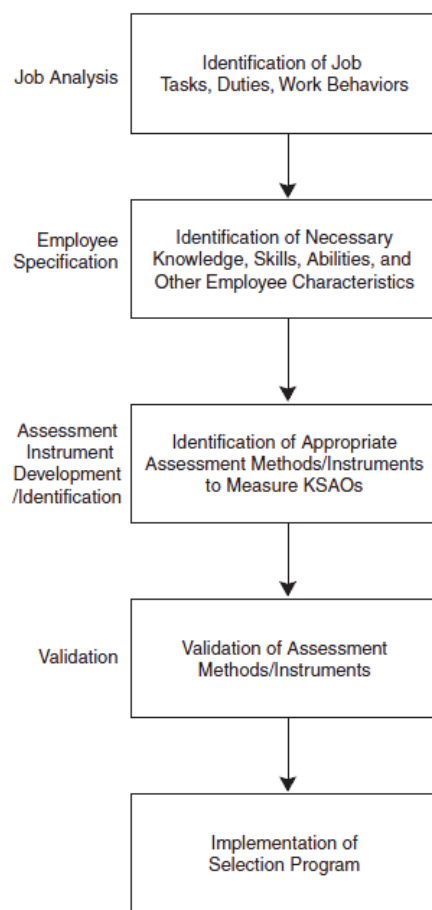 Job Analysis
Identification of Job
Tasks, Duties, Work Behaviors
Employee
Specification
Identification of Necessary
Knowledge, Skills, Abilities, and
Other Employee Characteristics
Assessment
Instrument
Development
/Identification
Identification of Appropriate
Assessment Methods/Instruments
to Measure KSAOs
Validation
Validation of Assessment
Methods/Instruments
Implementation of
Selection Program